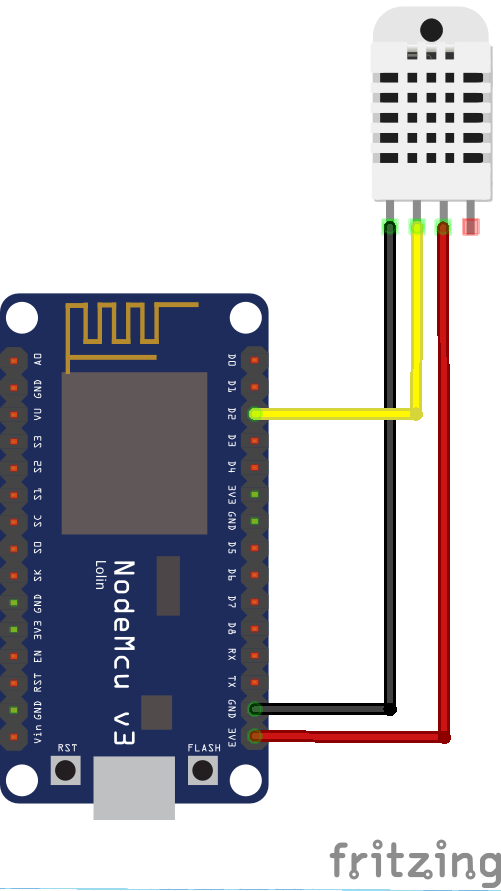 A0
GND
VU
S3
S2
S1
SC
S0
SK
GND
3V3
EN
RST
GND
Vin
D0
D1
D2
D3
D4
3V3
GND
D5
D6
D7
D8
RX
TX
GND
3V3
NodeMcu v3
Lolin
RST
FLASH
fritzing